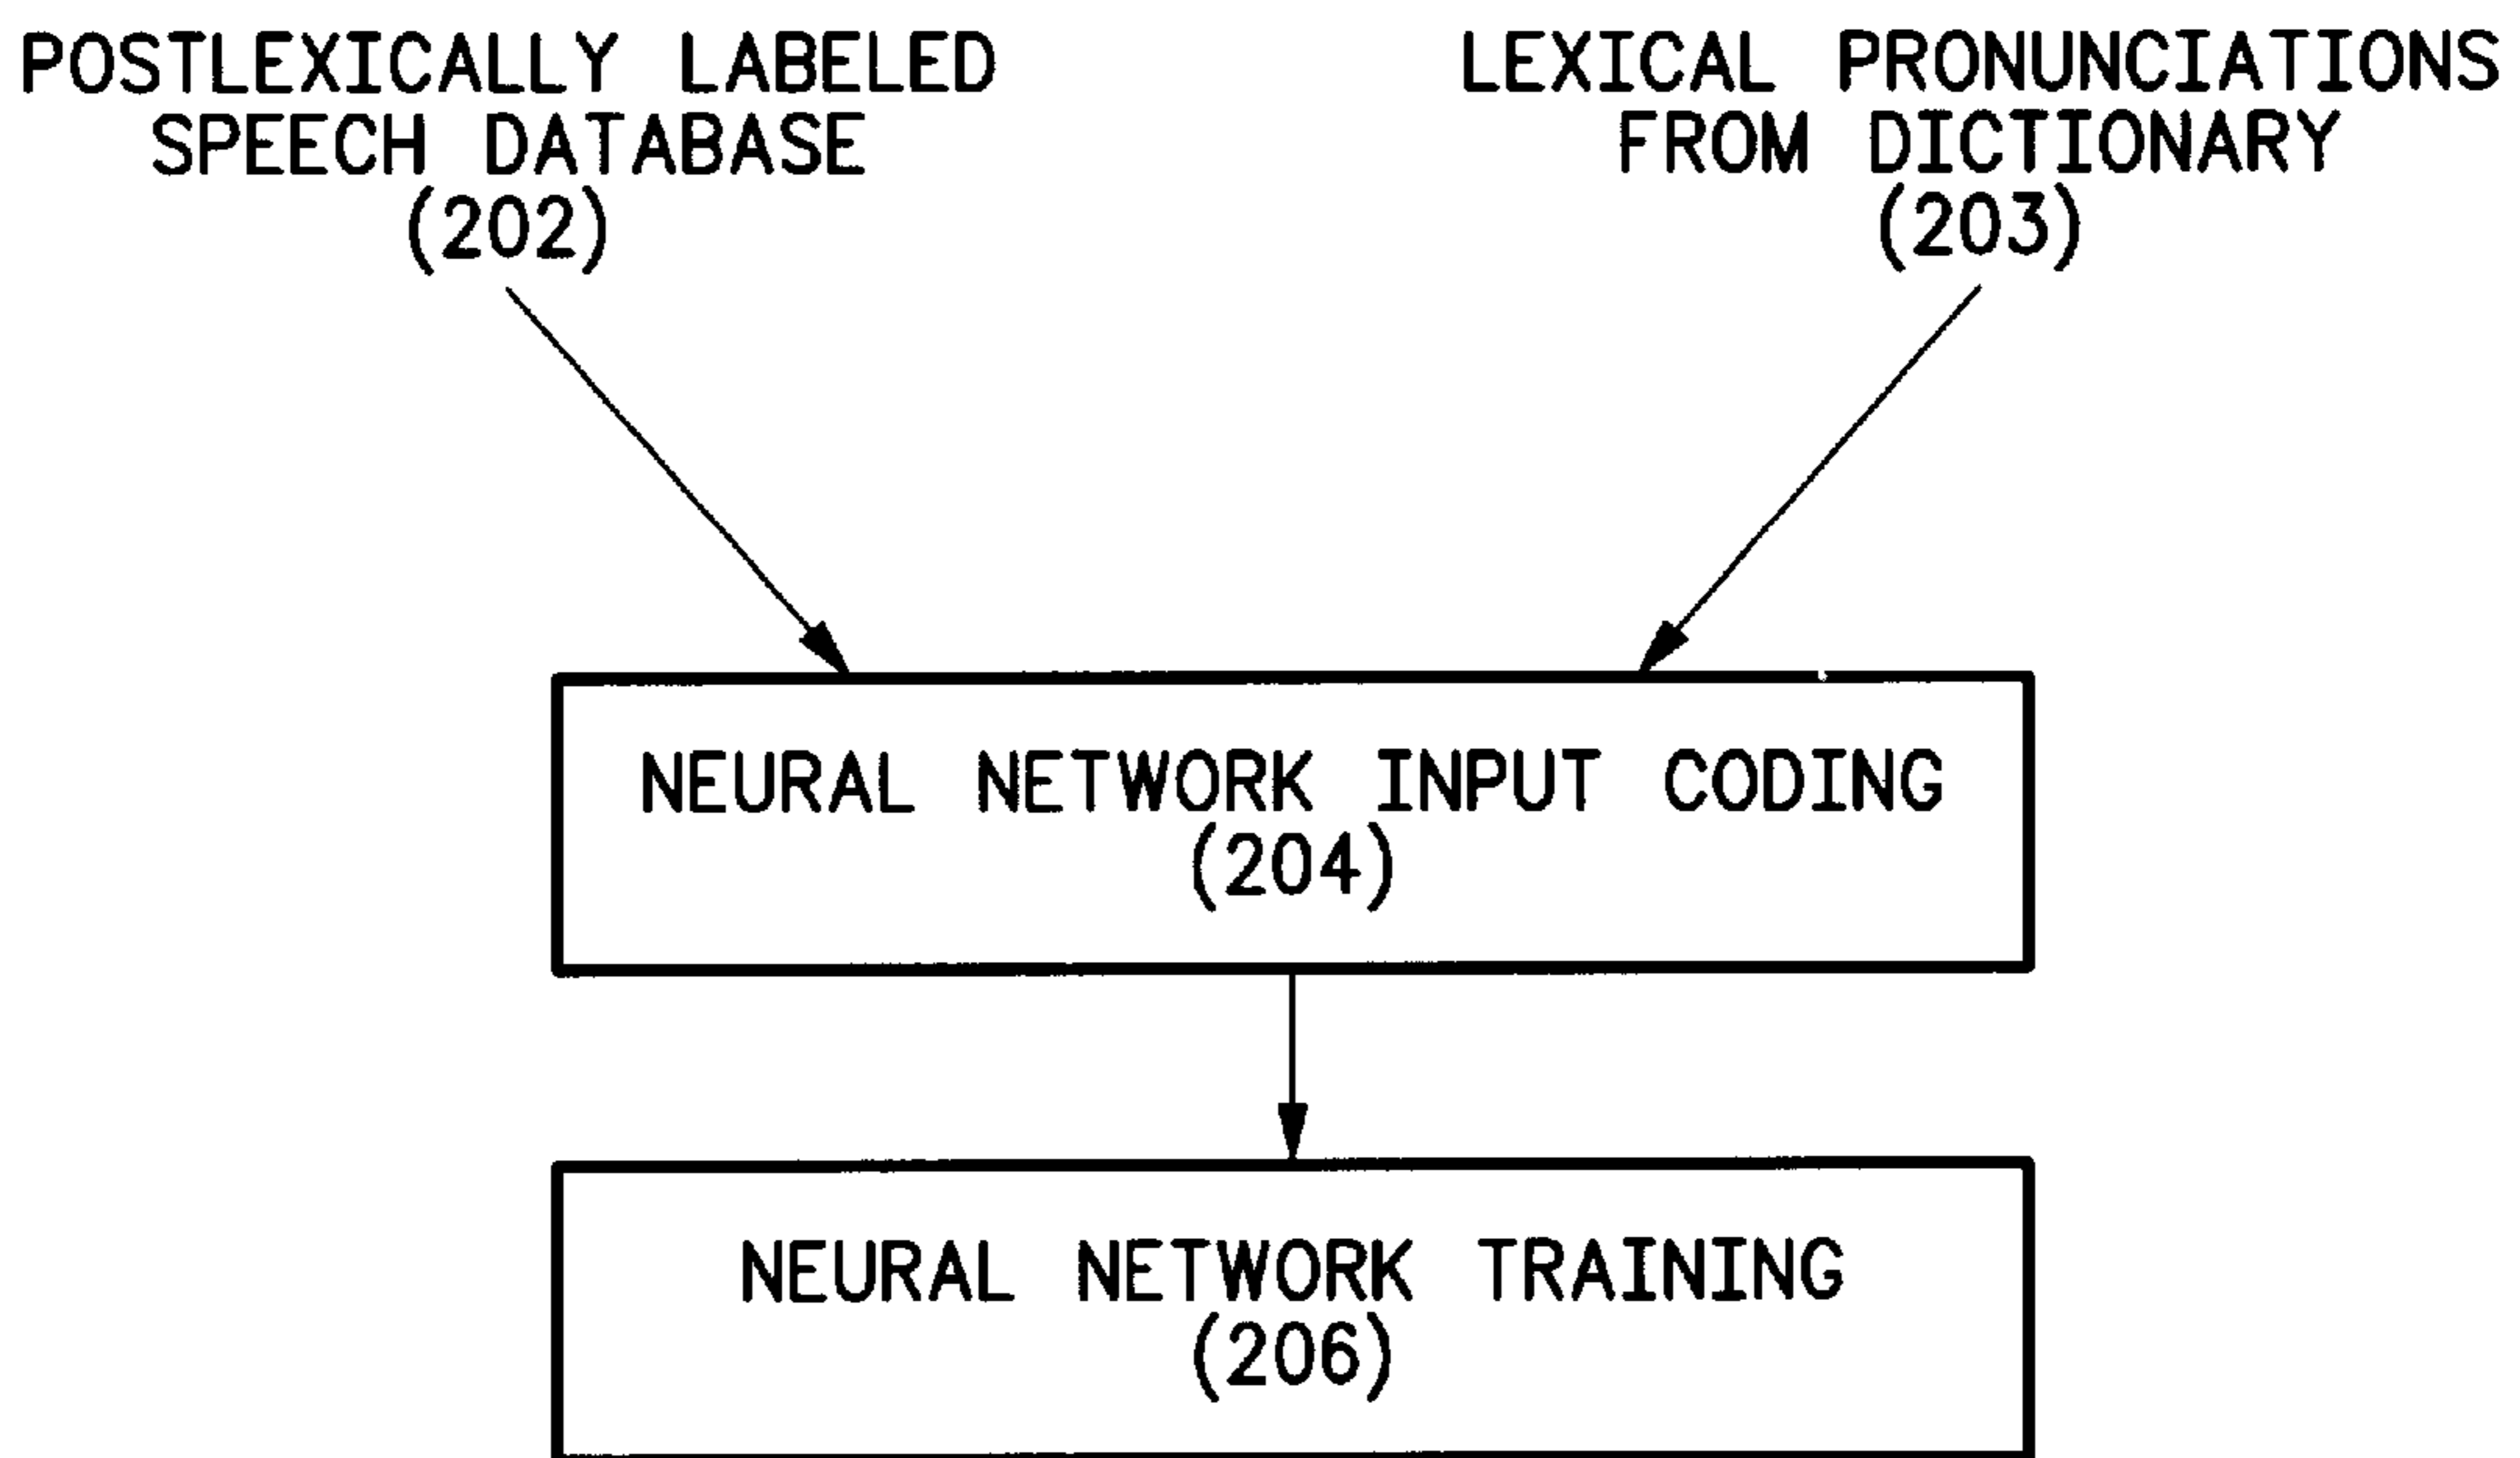 POSTLEXICALLY LABELED
SPEECH DATABASE
(202)
LEXICAL PRONUNCIATIONS
FROM DICTIONARY
(203)
NEURAL NETWORK INPUT CODING
(204)
NEURAL NETWORK TRAINING
(206)